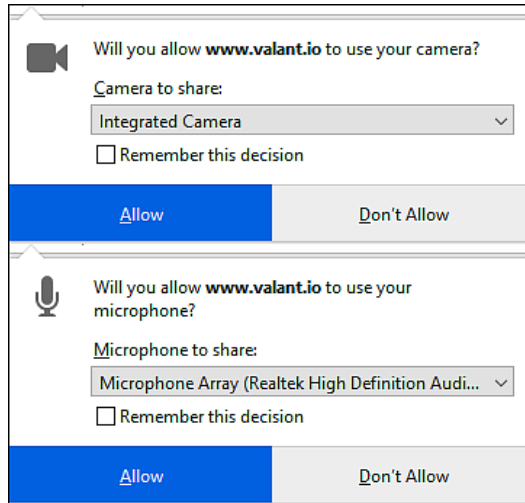 Will you allow www.valant.io to use your camera?
Camera to share:
Integrated Camera
Remember this decision
Allow
Don't Allow
Will you allow www.valant.io to use your
microphone?
Microphone to share:
Microphone Array (Realtek High Definition Audi...
Remember this decision
Allow
Don't Allow